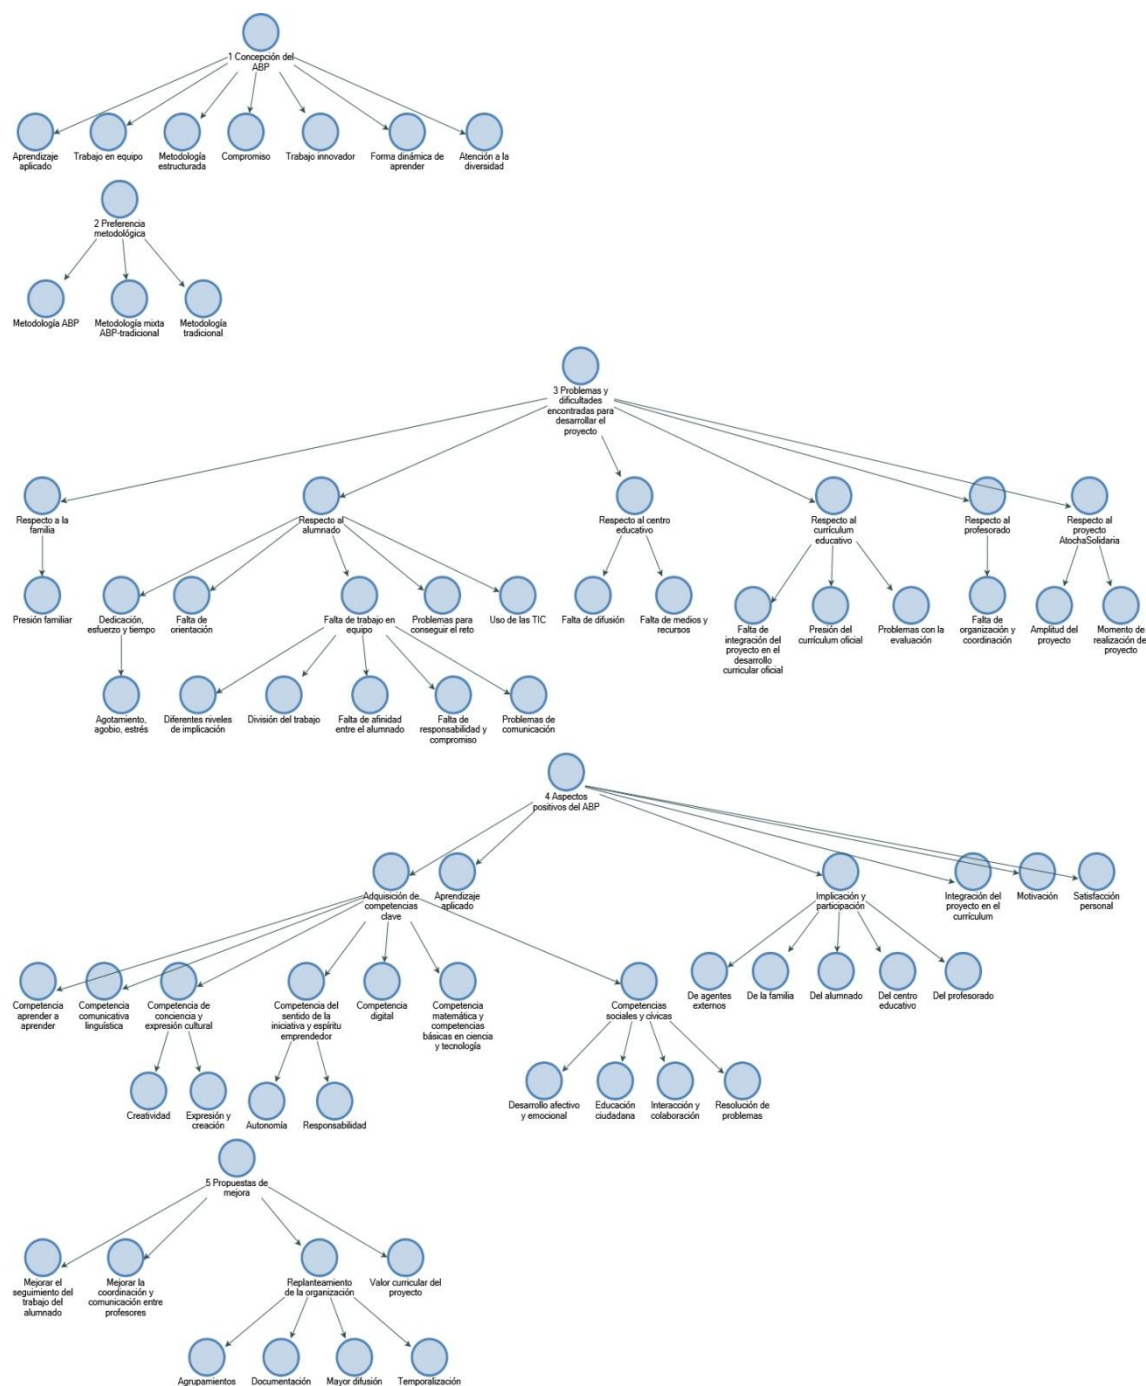 1 Concepción del
ABP
Aprendizaje
aplicado
Trabajo en equipo
Metodología
estructurada
Compromiso
Trabajo innovador
Forma dinámica de
aprender
Atención a la
diversidad
2 Preferencia
metodológica
Metodología ABP
Metodología mixta
ABP-tradicional
Metodología
tradicional
3 Problemas y
dificultades
encontradas para
desarrollar el
proyecto
Respecto a la
familia
Respecto al
alumnado
Respecto al centro
educativo
Respecto al
currículum
educativo
Respecto al
profesorado
Respecto al
proyecto
AtochaSolidaria
Presión familiar
Dedicación,
esfuerzo y tiempo
Falta de
orientación
Falta de trabajo en
equipo
Problemas para
conseguir el reto
Uso de las TIC
Falta de difusión
Falta de medios y
recursos
Falta de
integración del
proyecto en el
desarrollo
curricular oficial
Presión del
currículum oficial
Problemas con la
evaluación
Falta de
organización y
coordinación
Amplitud del
proyecto
Momento de
realización de
proyecto
Agotamiento,
agobio, estrés
Diferentes niveles
de implicación
División del trabajo
Falta de afinidad
entre el alumnado
Falta de
responsabilidad y
compromiso
Problemas de
comunicación
4 Aspectos
positivos del ABP
Adquisición de
competencias
clave
Aprendizaje
aplicado
Implicación y
participación
Integración del
proyecto en el
currículum
Motivación
Satisfacción
personal
Competencia
aprender a
aprender
Competencia
comunicativa
linguística
Competencia de
conciencia y
expresión cultural
Competencia del
sentido de la
iniciativa y espíritu
emprendedor
Competencia
digital
Competencia
matemática y
competencias
básicas en ciencia
y tecnología
Competencias
sociales y cívicas
De agentes
externos
De la familia
Del alumnado
Del centro
educativo
Del profesorado
Creatividad
Expresión y
creación
Autonomía
Responsabilidad
Desarrollo afectivo
y emocional
Educación
ciudadana
Interacción y
colaboración
Resolución de
problemas
5 Propuestas de
mejora
Mejorar el
seguimiento del
trabajo del
alumnado
Mejorar la
coordinación y
comunicación entre
profesores
Replanteamiento
de la organización
Valor curricular del
proyecto
Agrupamientos
Documentación
Mayor difusión
Temporalización